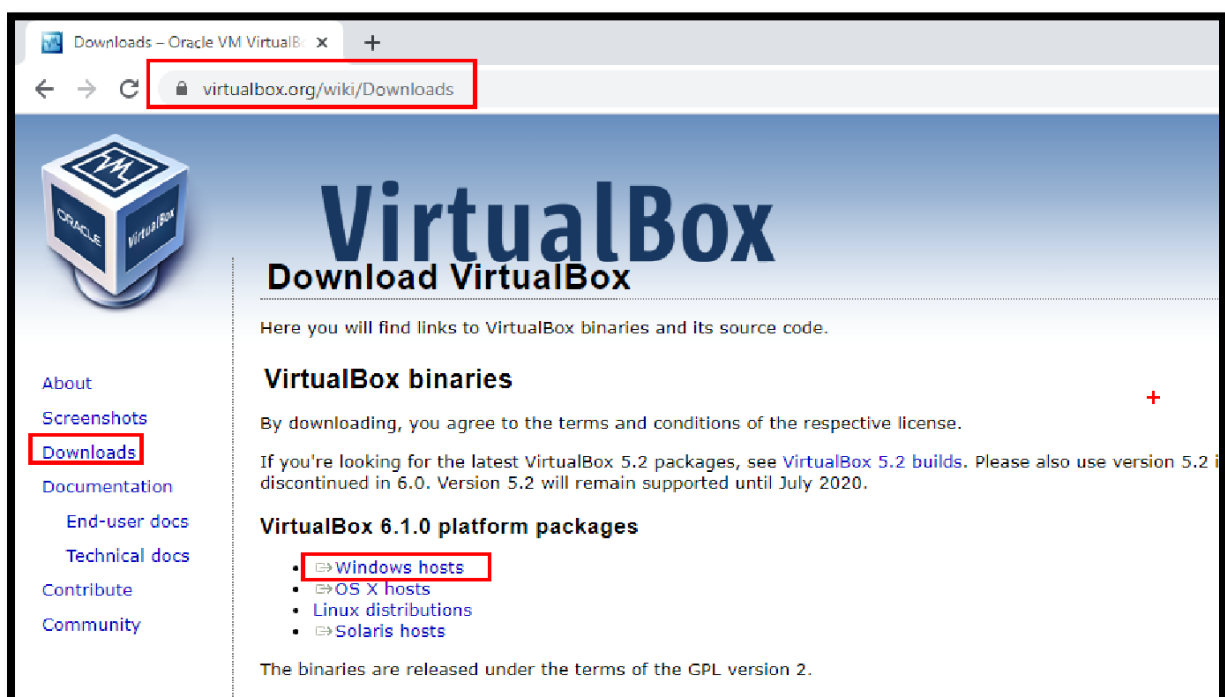 Downloads – Oracle VM VirtualB
virtualbox.org/wiki/Downloads
ORACLE
VirtualBox
VirtualBox
Download VirtualBox
Here you will find links to VirtualBox binaries and its source code.
About
Screenshots
Downloads
Documentation
End-user docs
Technical docs
Contribute
Community
VirtualBox binaries
By downloading, you agree to the terms and conditions of the respective license.
If you're looking for the latest VirtualBox 5.2 packages, see VirtualBox 5.2 builds. Please also use version 5.2 i
discontinued in 6.0. Version 5.2 will remain supported until July 2020.
VirtualBox 6.1.0 platform packages
Windows hosts
OS X hosts
Linux distributions
Solaris hosts
The binaries are released under the terms of the GPL version 2.